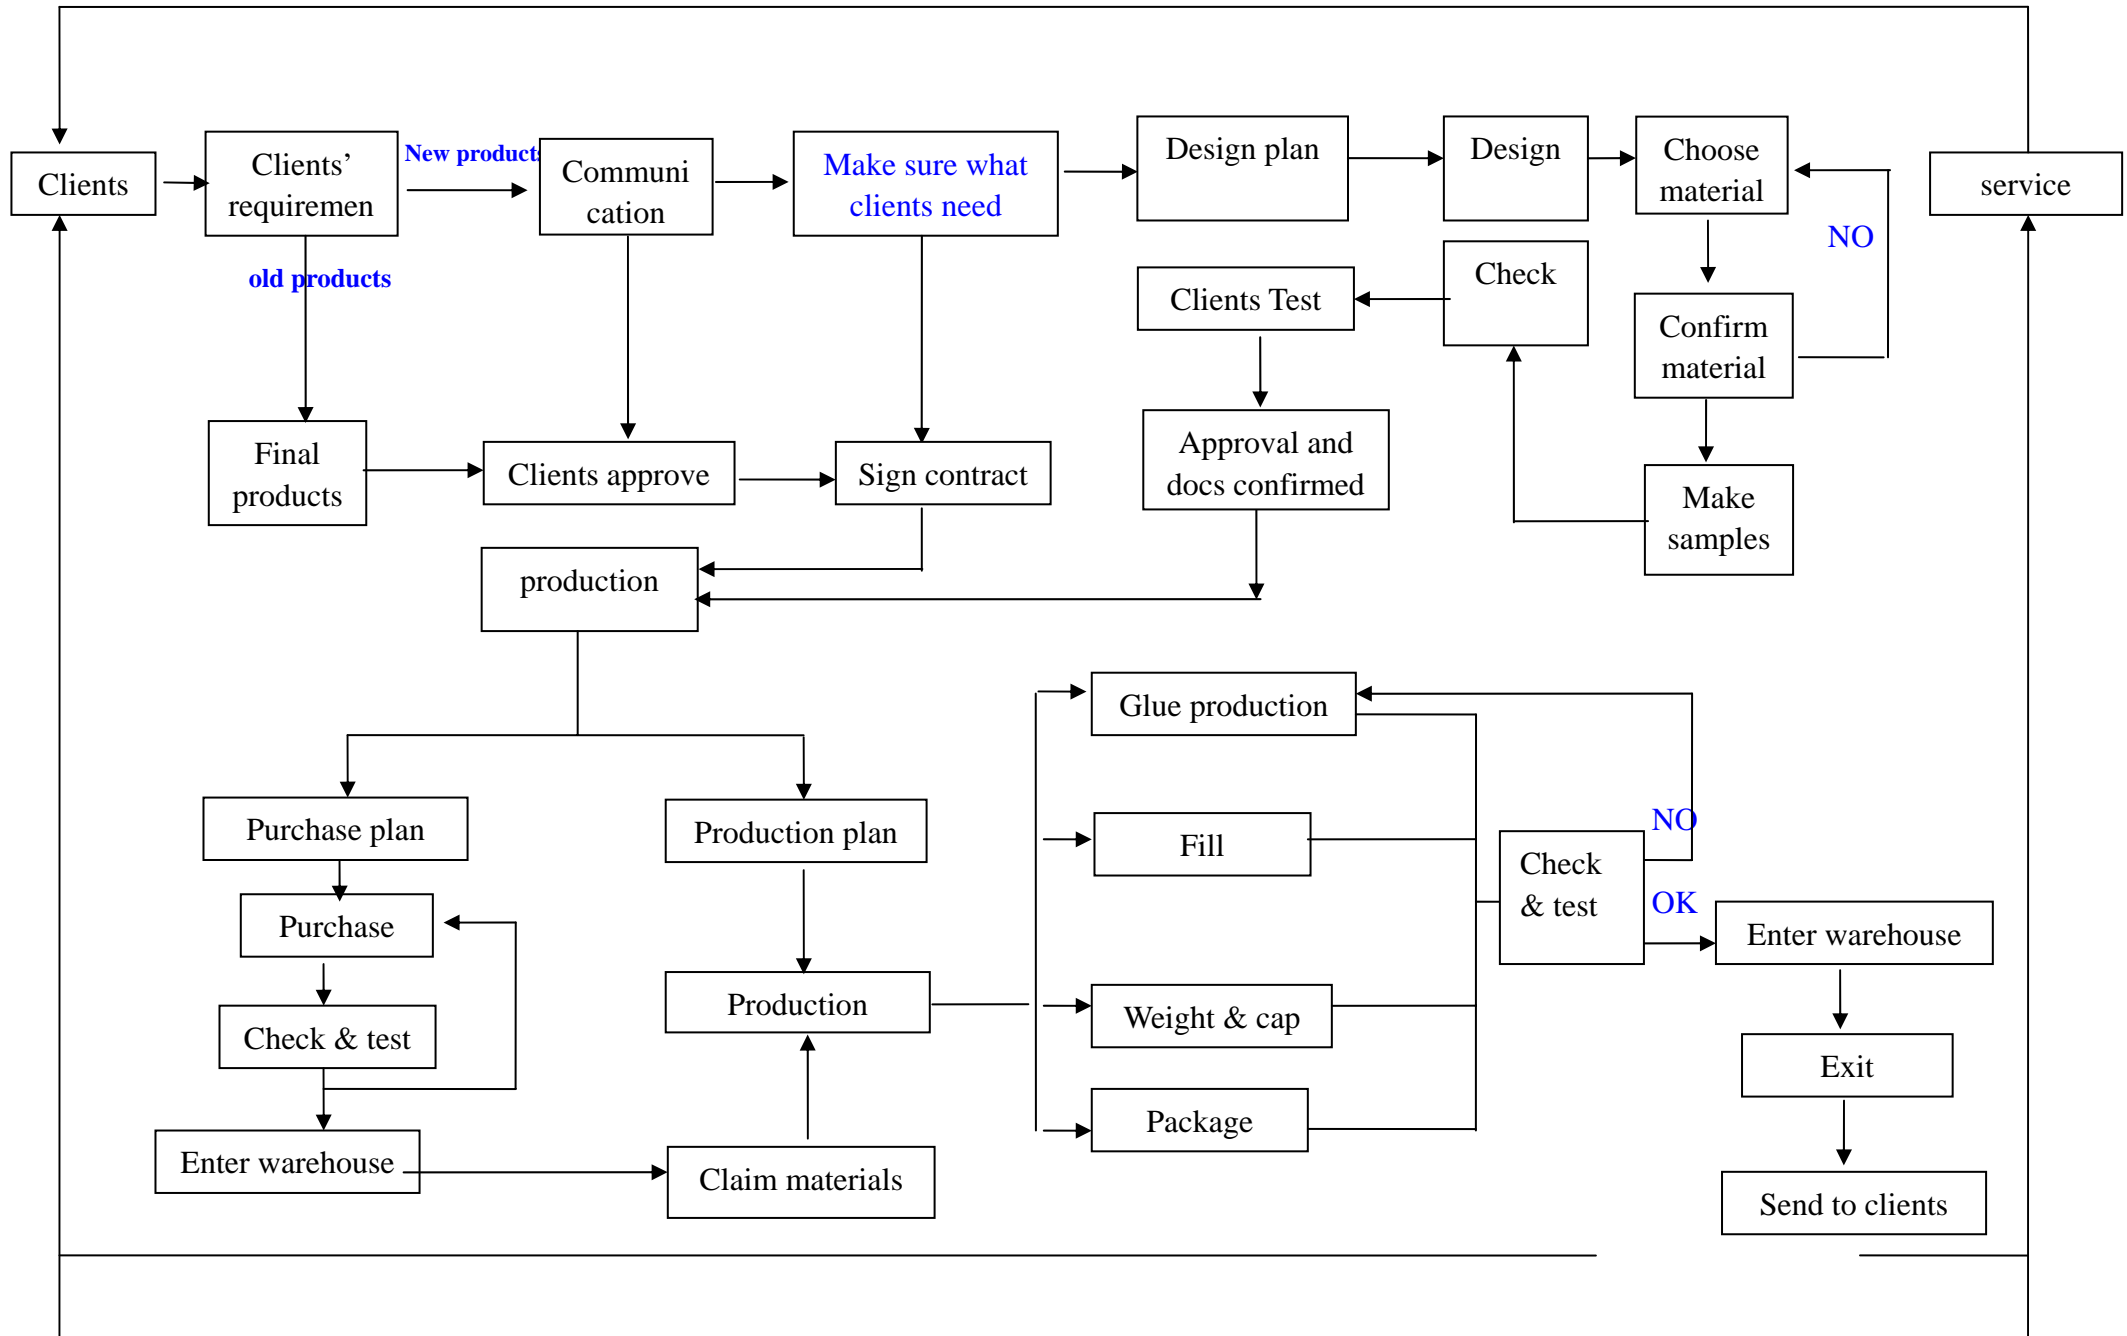 Clients
Clients’
requiremen
New products
Communi
cation
Make sure what
clients need
Design plan
Design
Choose
material
service
NO
old products
Clients Test
Check
Confirm
material
Final
products
Clients approve
Sign contract
Approval and
docs confirmed
Make
samples
production
Glue production
Purchase plan
Production plan
Fill
NO
Check
& test
OK
Purchase
Enter warehouse
Production
Weight & cap
Check & test
Exit
Package
Enter warehouse
Claim materials
Send to clients